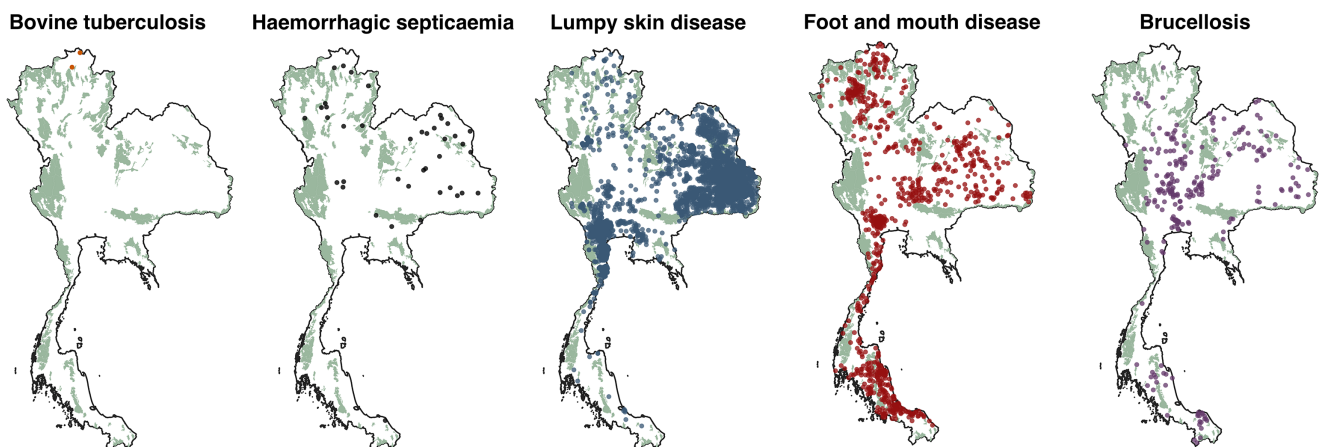 Bovine tuberculosis
Haemorrhagic septicaemia
Lumpy skin disease
Foot and mouth disease
Brucellosis